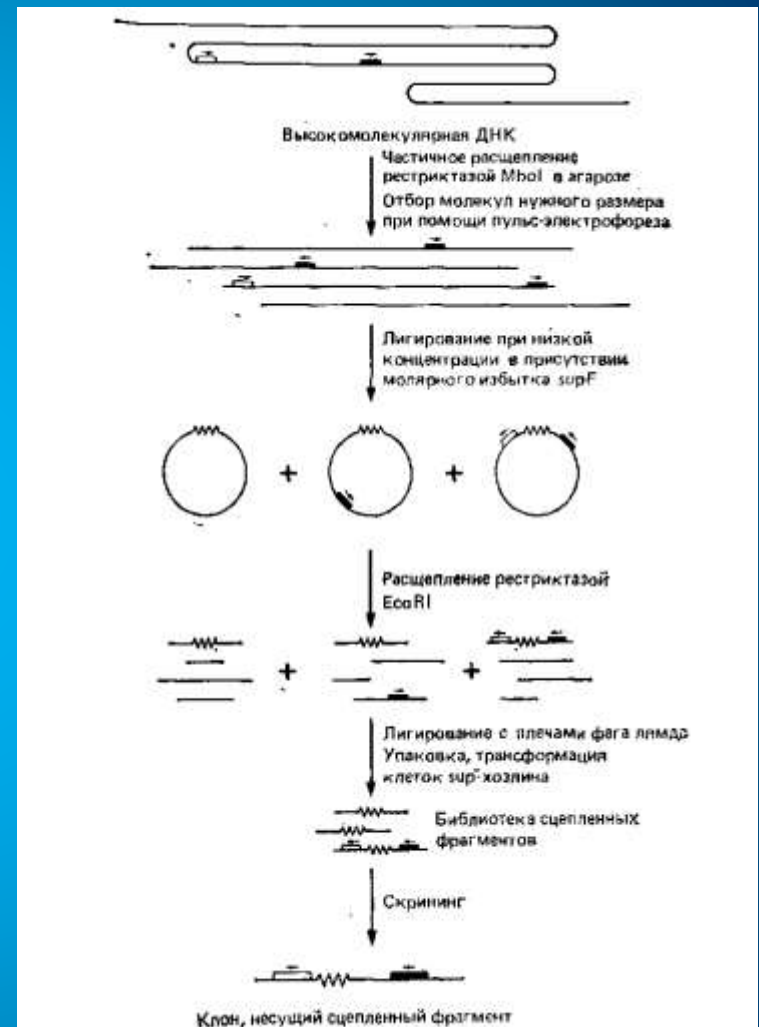 Высокомолекулярная ДНК
Частичное расщепление
рестриктазой MboI в агарозе
Отбор молекул нужного размера
при помощи пульс-электрофореза
Лигирование при низкой
концентрации в присутствии
молярного избытка supF
+ +
Расщепление рестриктазой
EcoRI
+ +
Лигирование с плечами фага лямда
Упаковка, трансформация
клеток sup⁻хозяина
Библиотека сцепленных
фрагментов
Скрининг
Клон, несущий сцепленный фрагмент